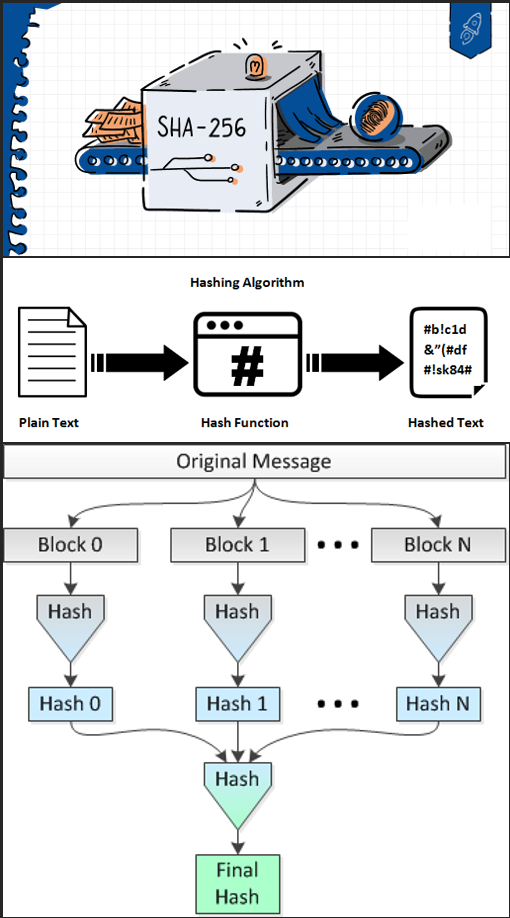 SHA-256
Hashing Algorithm
#
#b!c1d
&”(#df
#!sk84#
Plain Text
Hash Function
Hashed Text
Original Message
Block 0
Block 1
Block N
Hash
Hash
Hash
Hash 0
Hash 1
Hash N
Hash
Final
Hash